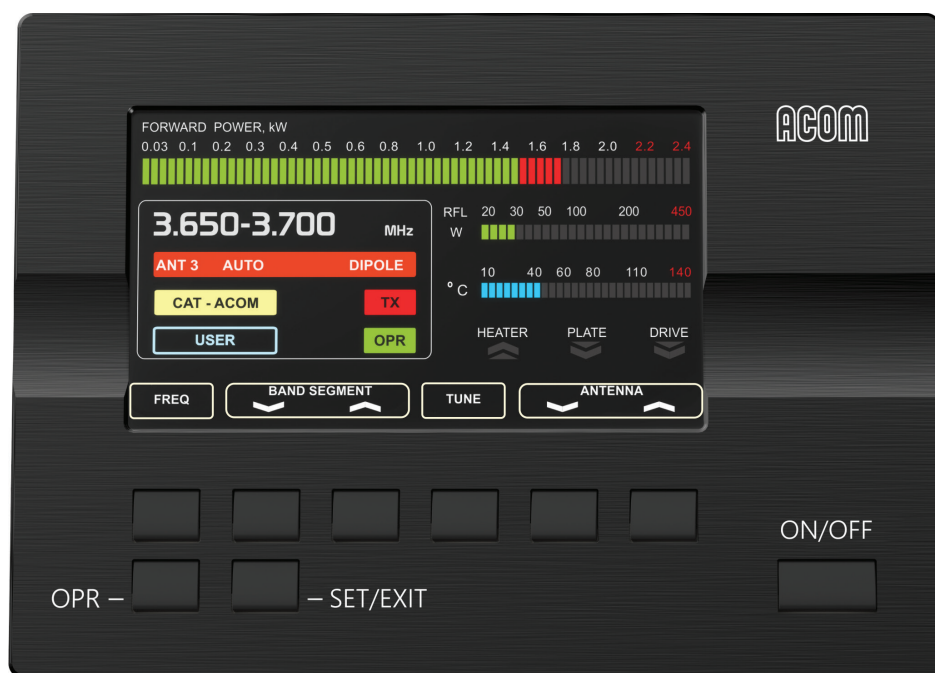 ACOM
FORWARD POWER, kW
0.03 0.1 0.2 0.3 0.4 0.5 0.6 0.8 1.0 1.2 1.4 1.6 1.8 2.0 2.2 2.4
3.650-3.700 MHz
ANT 3 AUTO DIPOLE
CAT - ACOM TX
USER OPR
RFL 20 30 50 100 200 450
W
10 40 60 80 110 140
° C
HEATER PLATE DRIVE
FREQ BAND SEGMENT TUNE ANTENNA
ON/OFF
OPR – – SET/EXIT